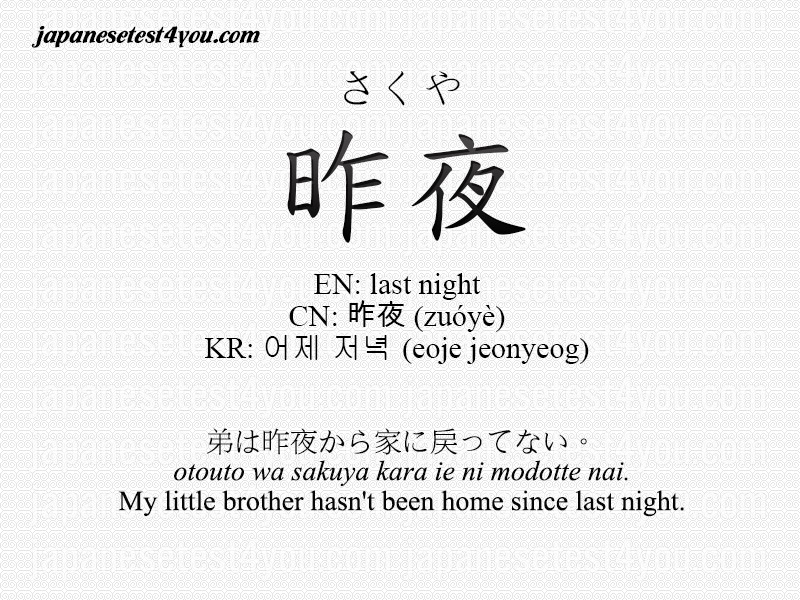 japanesetest4you.com
さくや
昨夜
EN: last night
CN: 昨夜 (zuóyè)
KR: 어제 저녁 (eoje jeonyeog)
弟は昨夜から家に戻ってない。
otouto wa sakuya kara ie ni modotte nai.
My little brother hasn't been home since last night.